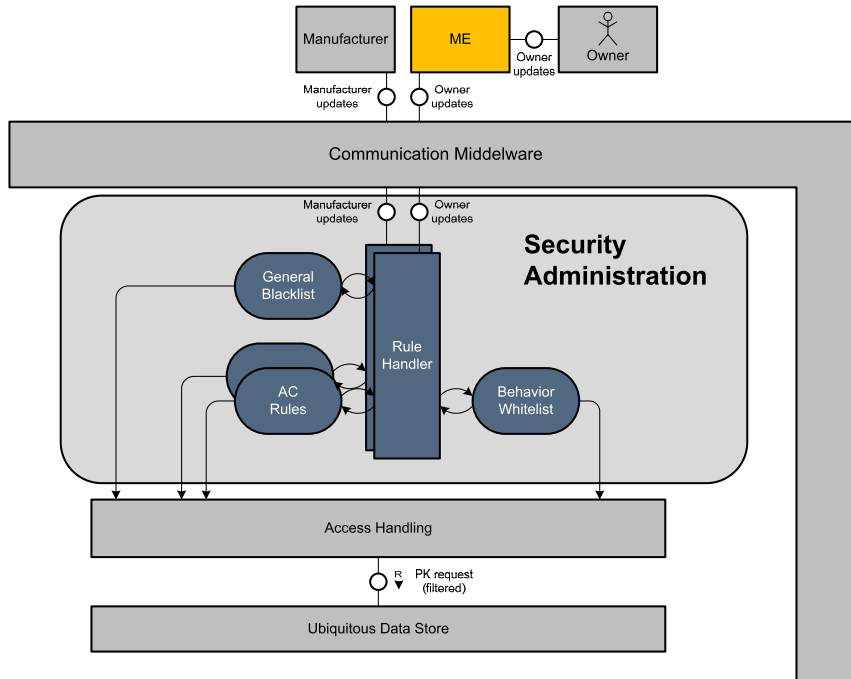 Manufacturer
ME
Owner
Owner
updates
Manufacturer
updates
Owner
updates
Communication Middelware
Manufacturer
updates
Owner
updates
Security
Administration
General
Blacklist
Rule
Handler
AC
Rules
Behavior
Whitelist
Access Handling
R
PK request
(filtered)
Ubiquitous Data Store